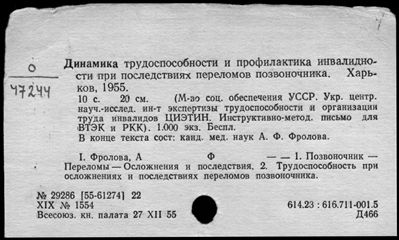 О
47244
Динамика трудоспособности и профилактика инвалидно-
сти при последствиях переломов позвоночника. Харь-
ков, 1955.
10 с. 20 см. (М-во соц. обеспечения УССР. Укр. центр.
науч.-исслед. ин-т экспертизы трудоспособности и организации
труда инвалидов ЦИЭТИН. Инструктивно-метод. письмо для
ВТЭК и РКК). 1.000 экз. Беспл.
В конце текста сост: канд. мед. наук А. Ф. Фролова.
I. Фролова, А Ф — — 1. Позвоночник —
Переломы — Осложнения и последствия. 2. Трудоспособность при
осложнениях и последствиях переломов позвоночника.
№ 29286 [55-61274] 22
XIX № 1554 614.23 : 616.711-001.5
Всесоюз. кн. палата 27 XII 55 Д466